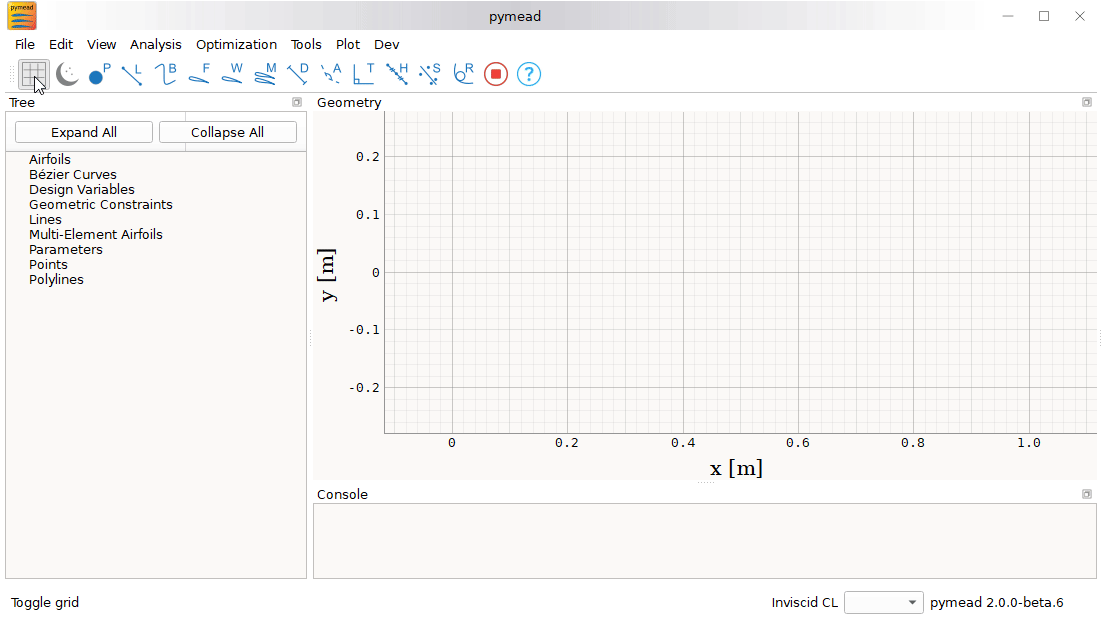 pymead
pymead
File Edit View Analysis Optimization Tools Plot Dev
P L B F W M D A T H S R ?
Tree
Geometry
Expand All Collapse All
Airfoils
Bézier Curves
Design Variables
Geometric Constraints
Lines
Multi-Element Airfoils
Parameters
Points
Polylines
0.2
0.1
0
-0.1
-0.2
y [m]
0 0.2 0.4 0.6 0.8 1.0
x [m]
Console
Toggle grid
Inviscid CL
pymead 2.0.0-beta.6